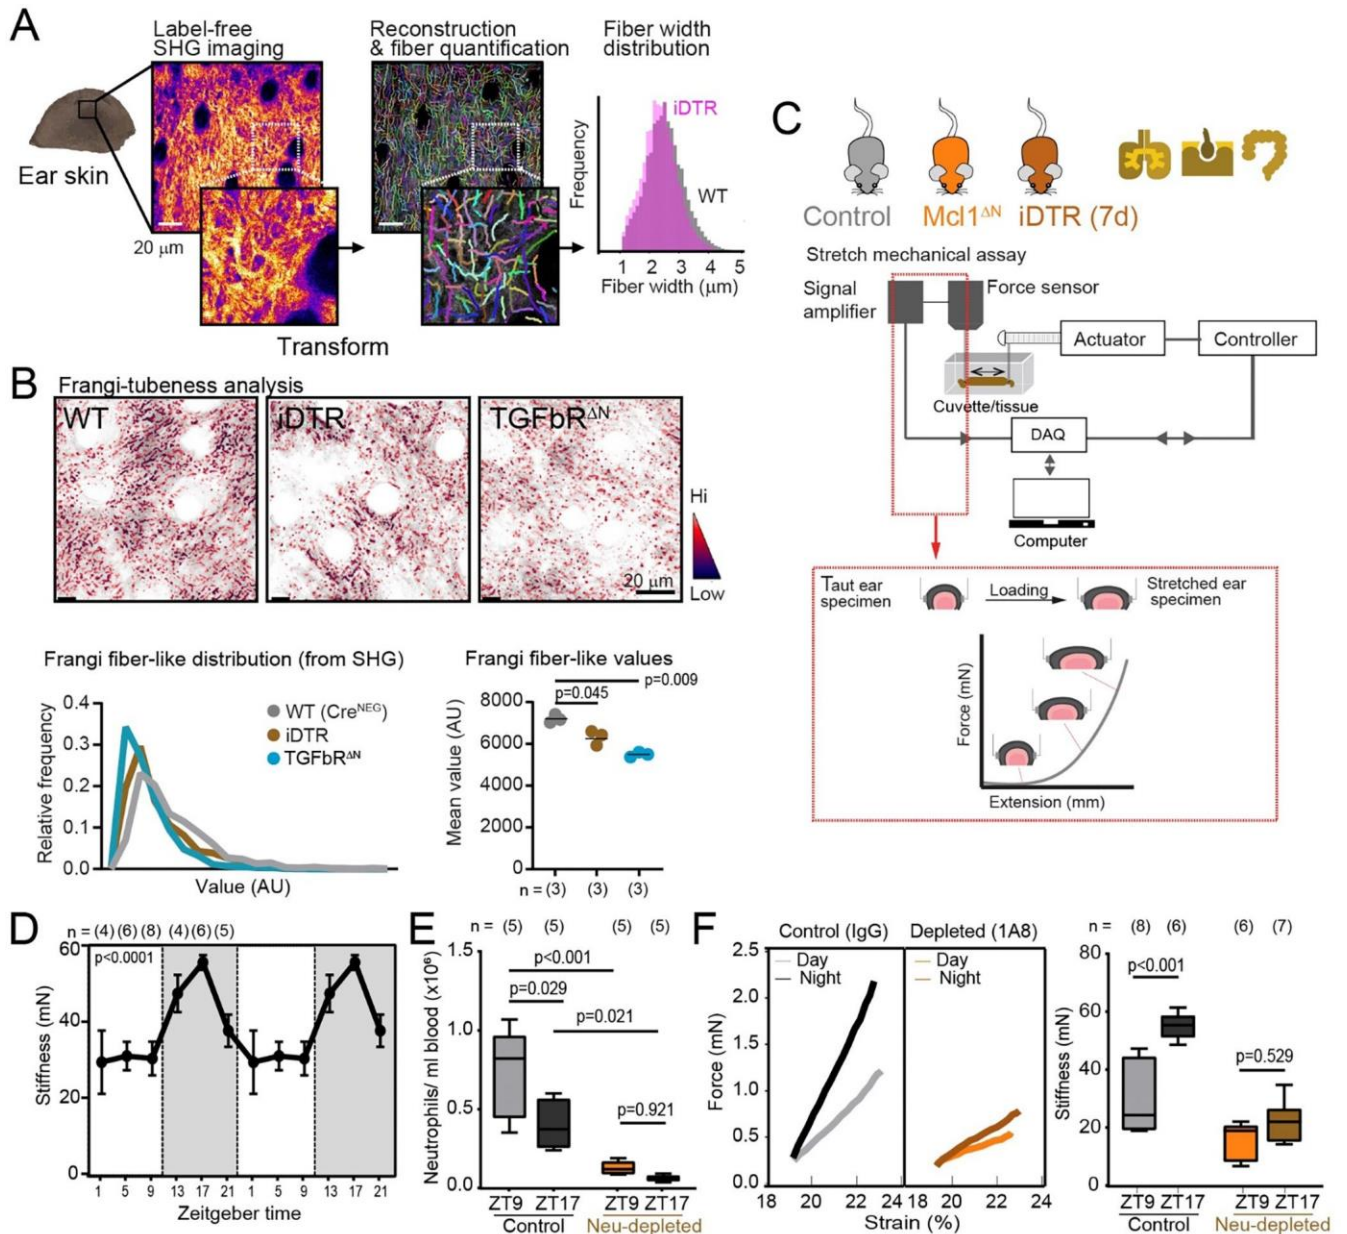 A
Label-free
SHG imaging
Reconstruction
& fiber quantification
Fiber width
distribution
Ear skin
20 μm
Transform
Frequency
iDTR
WT
1 2 3 4 5
Fiber width (μm)
B
Frangi-tubeness analysis
WT
iDTR
TGFbR^ΔN
20 μm
Hi
Low
Frangi fiber-like distribution (from SHG)
Relative frequency
0.4
0.3
0.2
0.1
0.0
WT (Cre^NEG)
iDTR
TGFbR^ΔN
Value (AU)
Frangi fiber-like values
p=0.009
p=0.045
Mean value (AU)
8000
6000
4000
2000
0
n = (3) (3) (3)
C
Control Mcl1^ΔN iDTR (7d)
Stretch mechanical assay
Signal
amplifier
Force sensor
Actuator
Controller
Cuvette/tissue
DAQ
Computer
Taut ear
specimen
Loading
Stretched ear
specimen
Force (mN)
Extension (mm)
D
n = (4) (6) (8) (4) (6) (5)
p<0.0001
Stiffness (mN)
60
40
20
0
1 5 9 13 17 21 1 5 9 13 17 21
Zeitgeber time
E
n = (5) (5) (5) (5)
Neutrophils/ ml blood (x10⁶)
1.5
1.0
0.5
0.0
p<0.001
p=0.029
p=0.021
p=0.921
ZT9 ZT17 ZT9 ZT17
Control Neu-depleted
F
Control (IgG)
Depleted (1A8)
Day
Night
Day
Night
Force (mN)
2.5
2.0
1.5
1.0
0.5
0.0
18 20 22 24 18 20 22 24
Strain (%)
n = (8) (6) (6) (7)
Stiffness (mN)
80
60
40
20
0
p<0.001
p=0.529
ZT9 ZT17 ZT9 ZT17
Control Neu-depleted